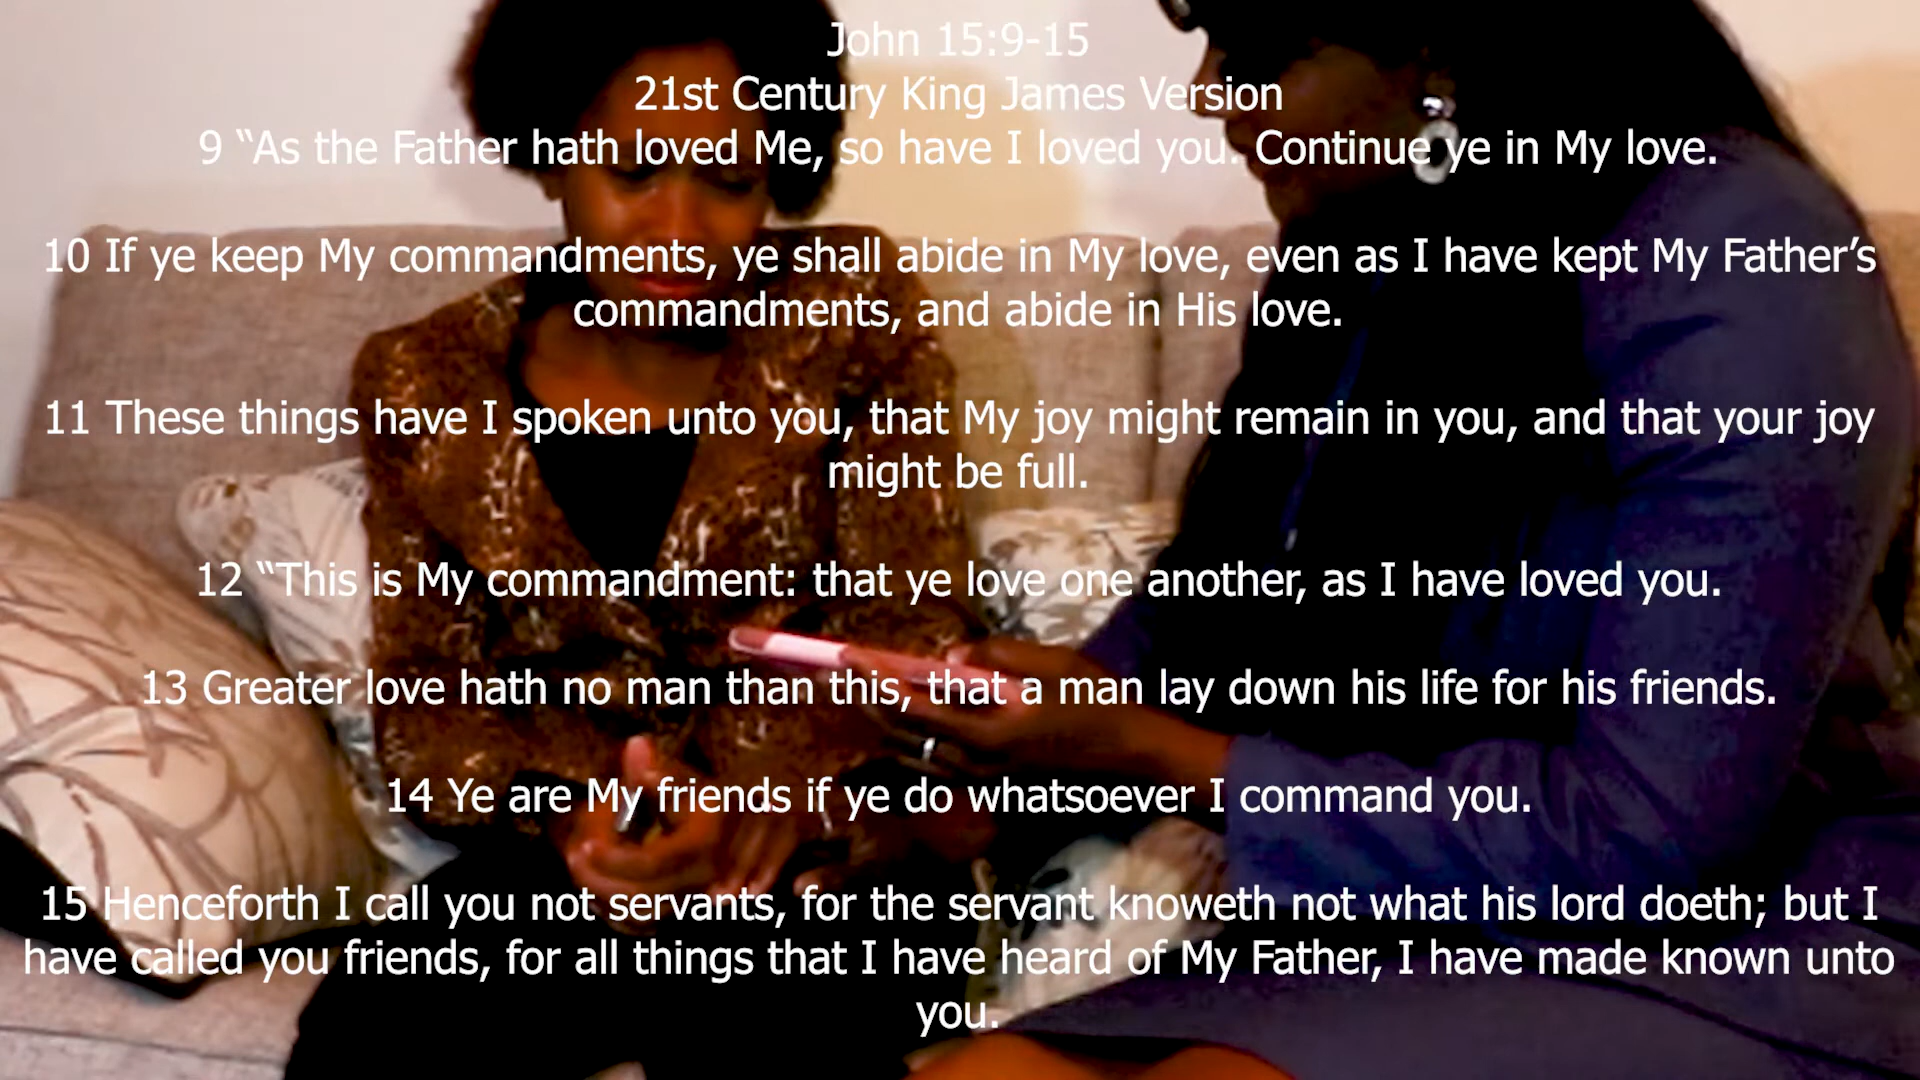 John 15:9-15
21st Century King James Version
9 “As the Father hath loved Me, so have I loved you. Continue ye in My love.
10 If ye keep My commandments, ye shall abide in My love, even as I have kept My Father’s
commandments, and abide in His love.
11 These things have I spoken unto you, that My joy might remain in you, and that your joy
might be full.
12 “This is My commandment: that ye love one another, as I have loved you.
13 Greater love hath no man than this, that a man lay down his life for his friends.
14 Ye are My friends if ye do whatsoever I command you.
15 Henceforth I call you not servants, for the servant knoweth not what his lord doeth; but I
have called you friends, for all things that I have heard of My Father, I have made known unto
you.